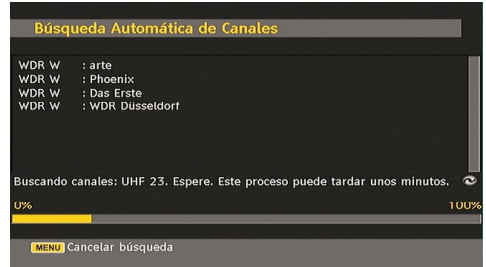 Búsqueda Automática de Canales
WDR W : arte
WDR W : Phoenix
WDR W : Das Erste
WDR W : WDR Düsseldorf
Buscando canales: UHF 23. Espere. Este proceso puede tardar unos minutos.
0% 100%
MENU Cancelar búsqueda